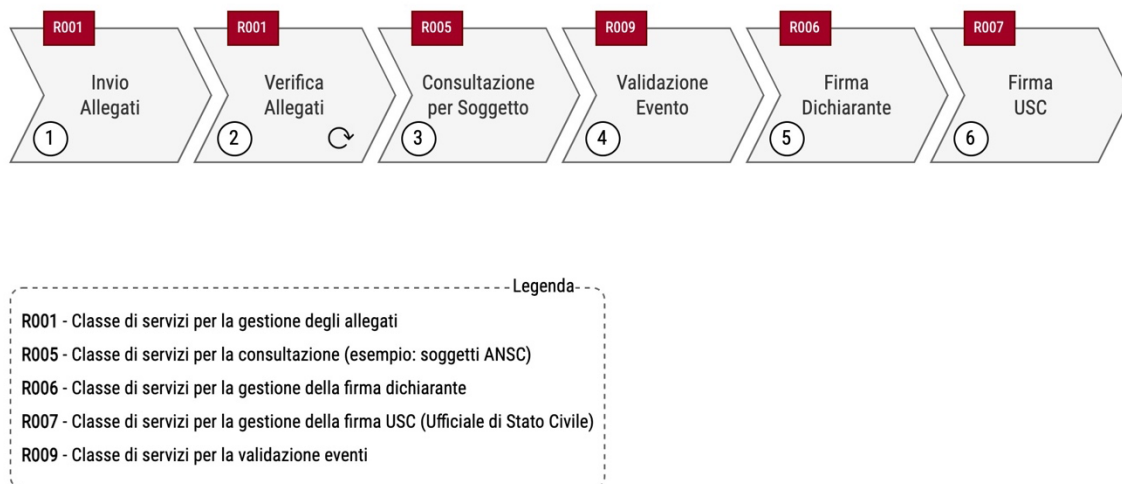 R001
Invio
Allegati
1
R001
Verifica
Allegati
2
R005
Consultazione
per Soggetto
3
R009
Validazione
Evento
4
R006
Firma
Dichiarante
5
R007
Firma
USC
6
Legenda
R001 - Classe di servizi per la gestione degli allegati
R005 - Classe di servizi per la consultazione (esempio: soggetti ANSC)
R006 - Classe di servizi per la gestione della firma dichiarante
R007 - Classe di servizi per la gestione della firma USC (Ufficiale di Stato Civile)
R009 - Classe di servizi per la validazione eventi